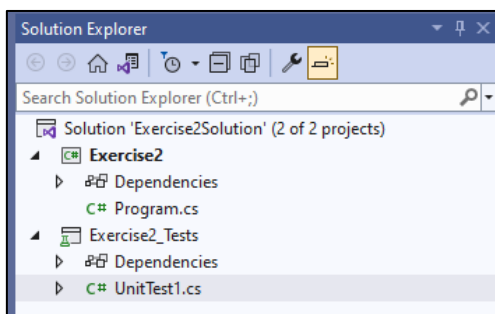 Solution Explorer
Search Solution Explorer (Ctrl+;)
Solution 'Exercise2Solution' (2 of 2 projects)
C# Exercise2
Dependencies
C# Program.cs
Exercise2_Tests
Dependencies
C# UnitTest1.cs